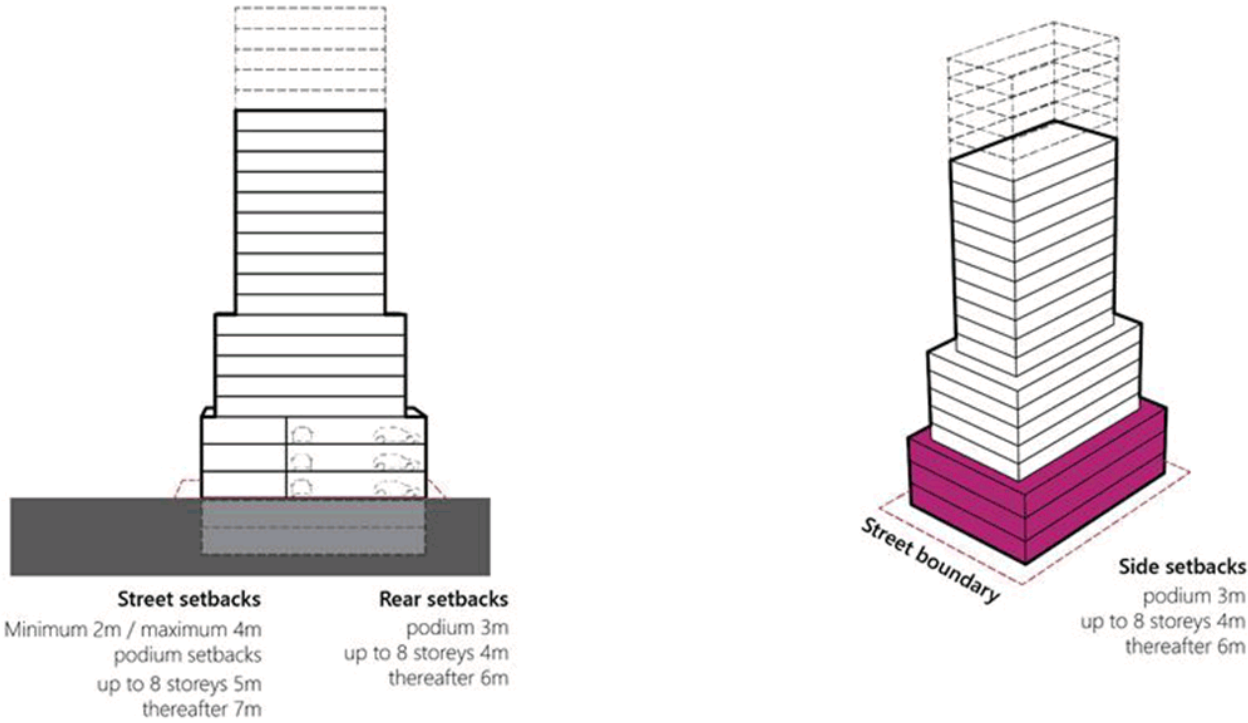 Street setbacks
Minimum 2m / maximum 4m
podium setbacks
up to 8 storeys 5m
thereafter 7m
Rear setbacks
podium 3m
up to 8 storeys 4m
thereafter 6m
Street boundary
Side setbacks
podium 3m
up to 8 storeys 4m
thereafter 6m